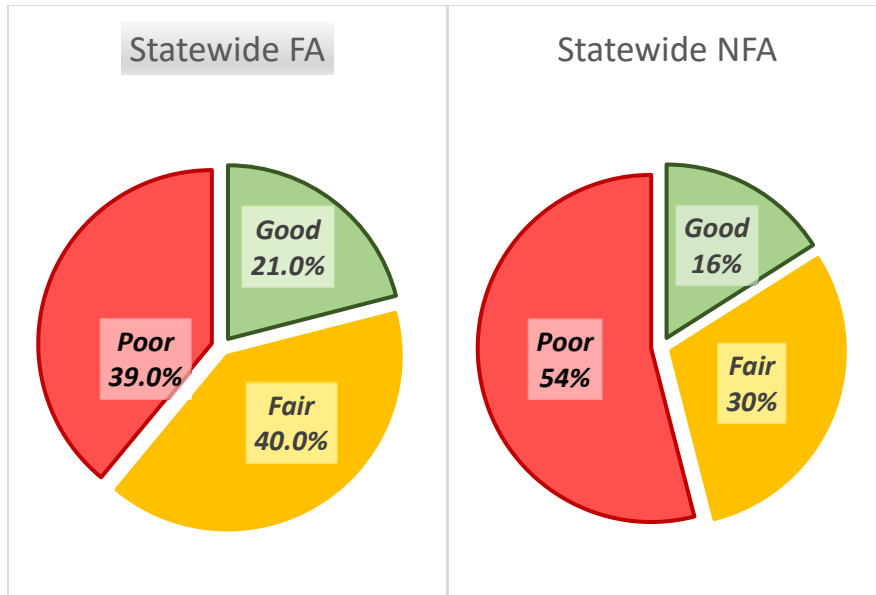 Statewide FA
Good
21.0%
Poor
39.0%
Fair
40.0%
Statewide NFA
Good
16%
Poor
54%
Fair
30%